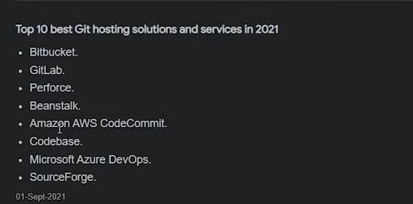 Top 10 best Git hosting solutions and services in 2021
• Bitbucket.
• GitLab.
• Perforce.
• Beanstalk.
• Amazon AWS CodeCommit.
• Codebase.
• Microsoft Azure DevOps.
• SourceForge.
01-Sept-2021